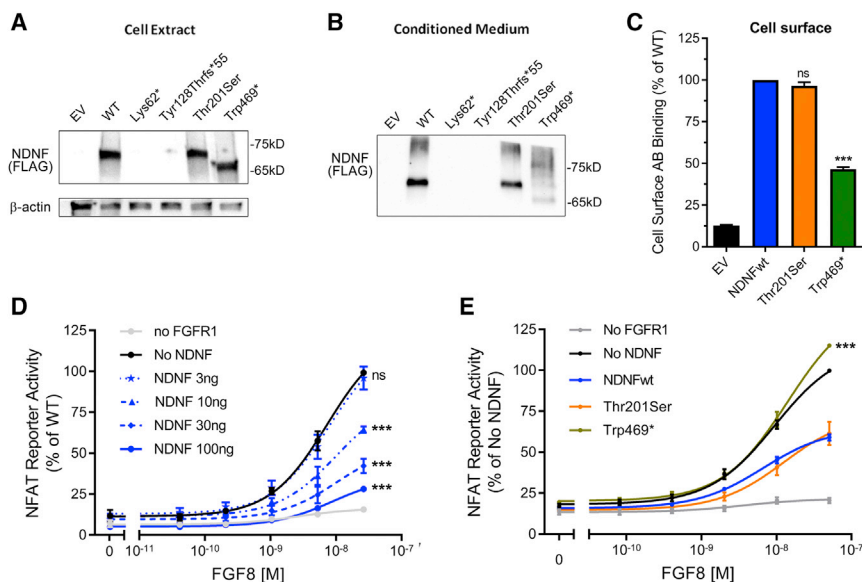 A
Cell Extract
EV
WT
Lys62*
Tyr128Thrfs*55
Thr201Ser
Trp469*
NDNF
(FLAG)
-75kD
-65kD
β-actin
B
Conditioned Medium
EV
WT
Lys62*
Tyr128Thrfs*55
Thr201Ser
Trp469*
NDNF
(FLAG)
-75kD
-65kD
C
Cell surface
Cell Surface AB Binding (% of WT)
125
100
75
50
25
0
ns
***
EV
NDNFwt
Thr201Ser
Trp469*
D
NFAT Reporter Activity
(% of WT)
125
100
75
50
25
0
no FGFR1
No NDNF
NDNF 3ng
NDNF 10ng
NDNF 30ng
NDNF 100ng
ns
***
***
***
0
10-11
10-10
10-9
10-8
10-7
FGF8 [M]
E
NFAT Reporter Activity
(% of No NDNF)
125
100
75
50
25
0
No FGFR1
No NDNF
NDNFwt
Thr201Ser
Trp469*
***
0
10-10
10-9
10-8
10-7
FGF8 [M]